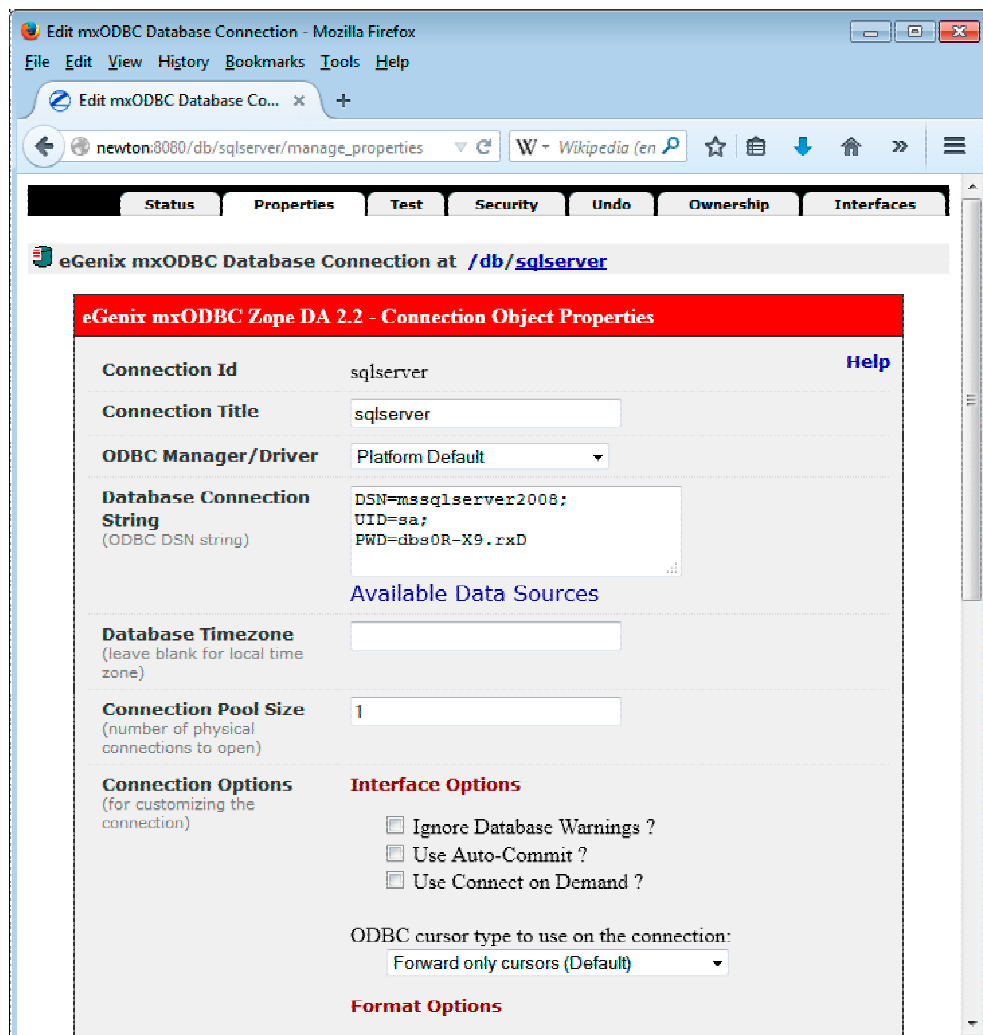 Edit mxODBC Database Connection - Mozilla Firefox
File Edit View History Bookmarks Tools Help
Edit mxODBC Database Co... × +
newton:8080/db/sqlserver/manage_properties W Wikipedia (en
Status Properties Test Security Undo Ownership Interfaces
eGenix mxODBC Database Connection at /db/sqlserver
eGenix mxODBC Zope DA 2.2 - Connection Object Properties
Help
Connection Id sqlserver
Connection Title sqlserver
ODBC Manager/Driver Platform Default
Database Connection
String
(ODBC DSN string)
DSN=mssqlserver2008;
UID=sa;
PWD=dbs0R-X9.rxD
Available Data Sources
Database Timezone
(leave blank for local time
zone)
Connection Pool Size 1
(number of physical
connections to open)
Connection Options
(for customizing the
connection)
Interface Options
Ignore Database Warnings ?
Use Auto-Commit ?
Use Connect on Demand ?
ODBC cursor type to use on the connection:
Forward only cursors (Default)
Format Options